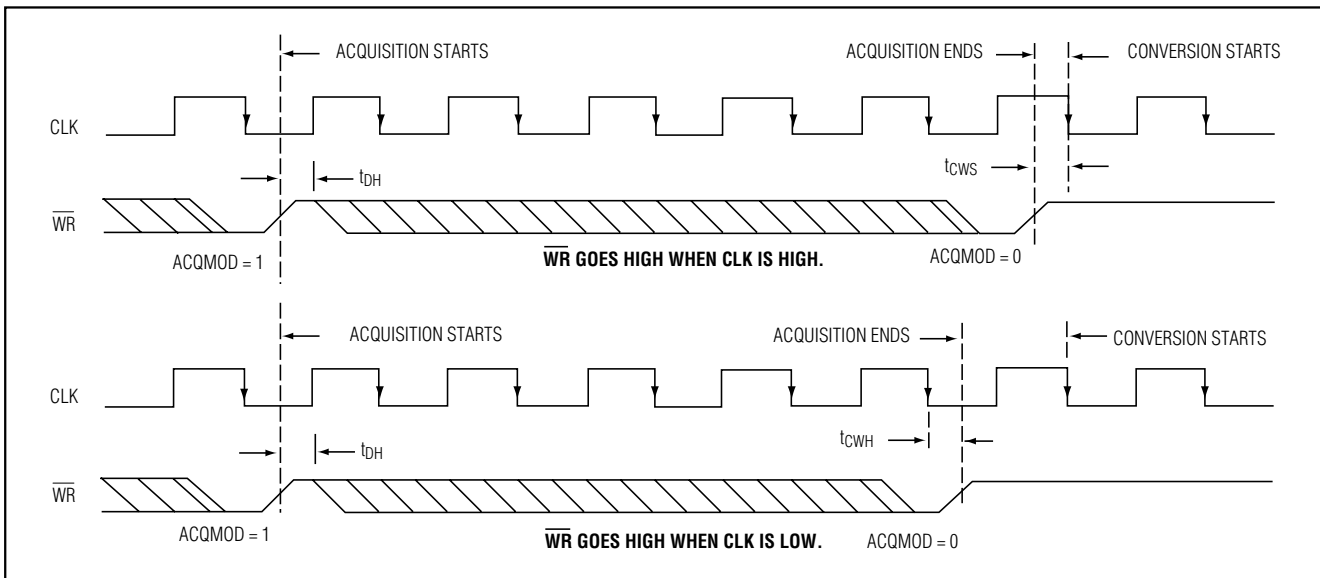 ACQUISITION STARTS
ACQUISITION ENDS
CONVERSION STARTS
CLK
tCWS
tDH
WR
ACQMOD = 1
WR GOES HIGH WHEN CLK IS HIGH.
ACQMOD = 0
ACQUISITION STARTS
ACQUISITION ENDS
CONVERSION STARTS
CLK
tCWH
tDH
WR
ACQMOD = 1
WR GOES HIGH WHEN CLK IS LOW.
ACQMOD = 0